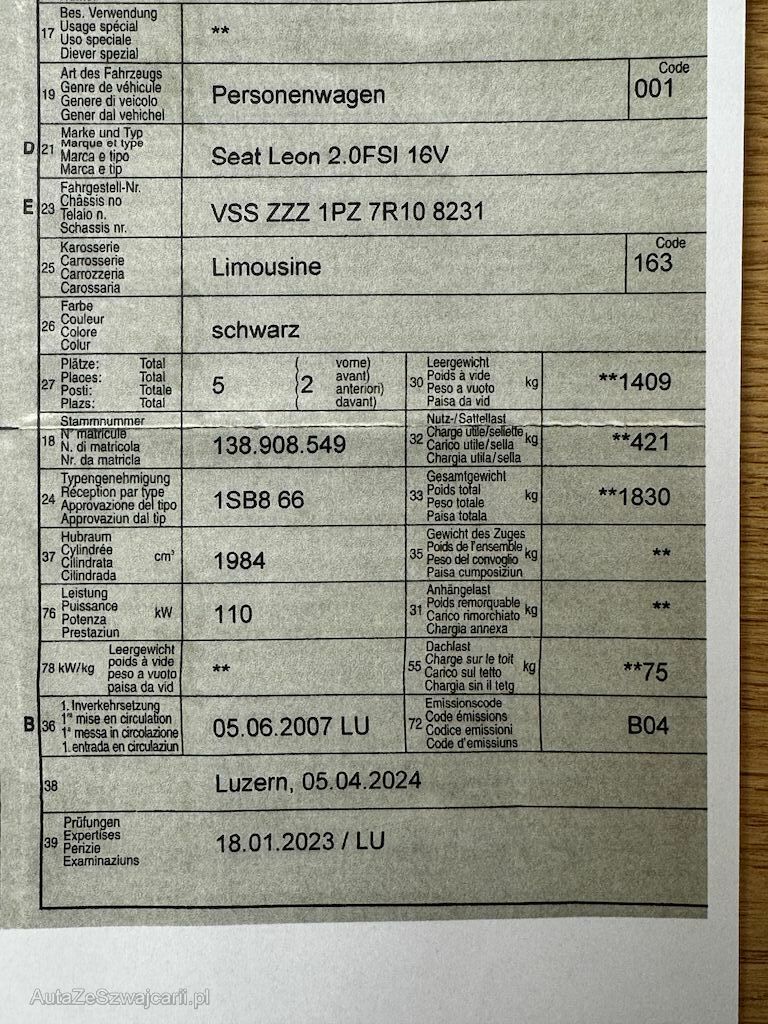 17 Bes. Verwendung
Usage spécial
Uso speciale
Diever spezial
**
19 Art des Fahrzeugs
Genre de véhicule
Genere di veicolo
Gener dal vehichel
Personenwagen
Code
001
D 21 Marke und Typ
Marque et type
Marca e tipo
Marca e tip
Seat Leon 2.0FSI 16V
E 23 Fahrgestell-Nr.
Châssis no
Telaio n.
Schassis nr.
VSS ZZZ 1PZ 7R10 8231
25 Karosserie
Carrosserie
Carrozzeria
Carossaria
Limousine
Code
163
26 Farbe
Couleur
Colore
Colur
schwarz
27 Plätze: Total
Places: Total
Posti: Totale
Plazs: Total
5
( vorne)
( avant)
( anteriori)
( davant)
2
30 Leergewicht
Poids à vide
Peso a vuoto
Paisa da vid
kg
**1409
18 Stammnummer
N° matricule
N. di matricola
Nr. da matricla
138.908.549
32 Nutz-/Sattellast
Charge utile/sellette
Carico utile/sella
Chargia utila/sella
kg
**421
24 Typengenehmigung
Réception par type
Approvazione del tipo
Approvaziun dal tip
1SB8 66
33 Gesamtgewicht
Poids total
Peso totale
Paisa totala
kg
**1830
37 Hubraum
Cylindrée
Cilindrata
Cilindrada
cm³
1984
35 Gewicht des Zuges
Poids de l'ensemble
Peso del convoglio
Paisa cumposiziun
kg
**
76 Leistung
Puissance
Potenza
Prestaziun
kW
110
31 Anhängelast
Poids remorquable
Carico rimorchiato
Chargia annexa
kg
**
78 kW/kg Leergewicht
poids à vide
peso a vuoto
paisa da vid
**
55 Dachlast
Charge sur le toit
Carico sul tetto
Chargia sin il tetg
kg
**75
B 36 1. Inverkehrsetzung
1re mise en circulation
1a messa in circolazione
1. entrada en circulaziun
05.06.2007 LU
72 Emissionscode
Code émissions
Codice emissioni
Code d'emissiuns
B04
38
Luzern, 05.04.2024
39 Prüfungen
Expertises
Perizie
Examinaziuns
18.01.2023 / LU
AutaZeSzwajcarii.pl